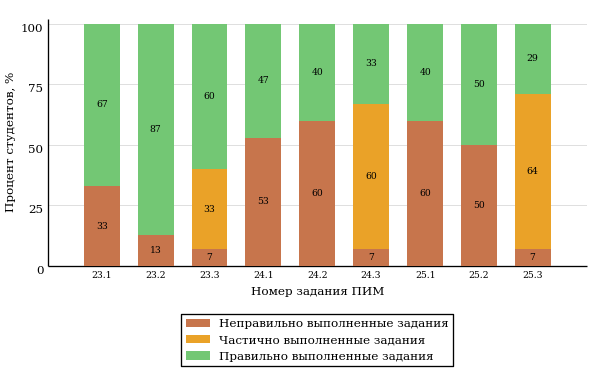 100
75
50
25
0
Процент студентов, %
67 87 60 47 40 33 40 50 29
33 60 64
33 13 7 53 60 7 60 50 7
23.1 23.2 23.3 24.1 24.2 24.3 25.1 25.2 25.3
Номер задания ПИМ
Неправильно выполненные задания
Частично выполненные задания
Правильно выполненные задания